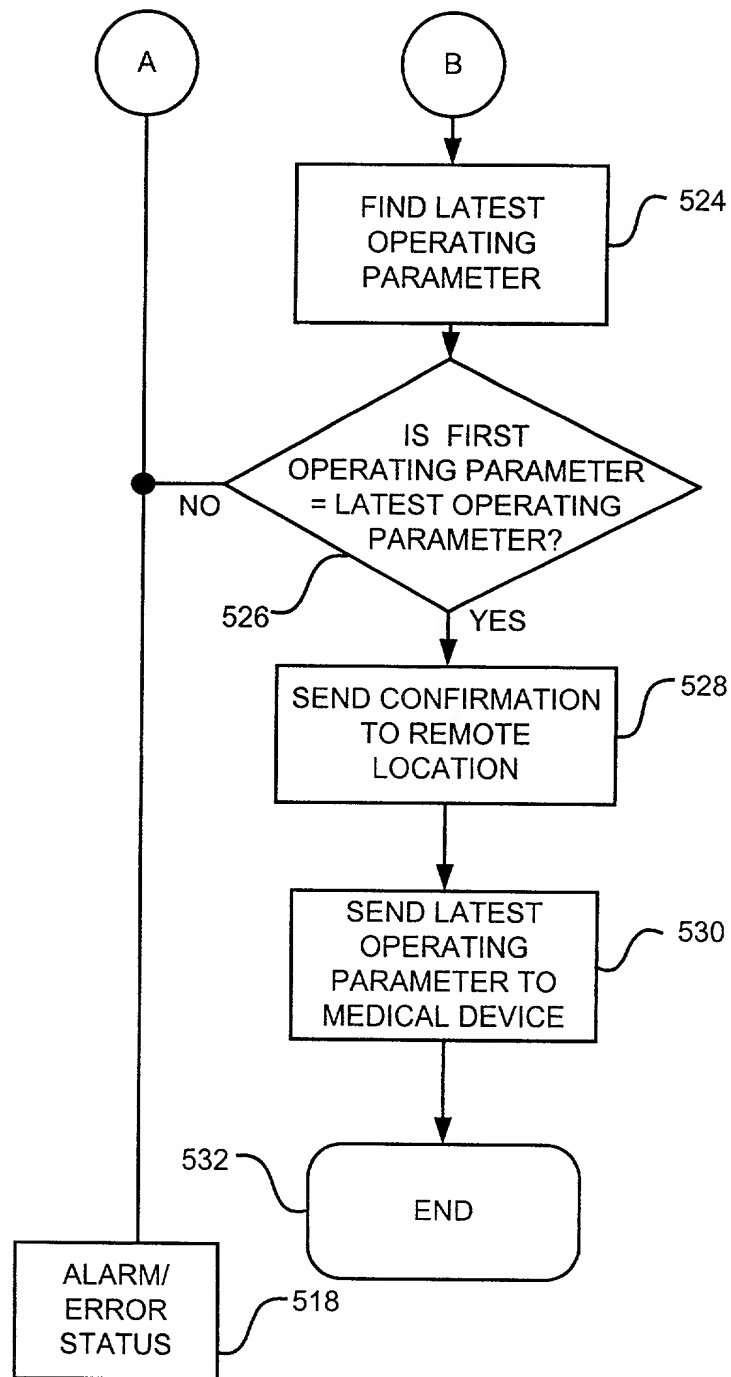 A
B
FIND LATEST
OPERATING
PARAMETER
524
IS FIRST
OPERATING PARAMETER
= LATEST OPERATING
PARAMETER?
NO
526
YES
SEND CONFIRMATION
TO REMOTE
LOCATION
528
SEND LATEST
OPERATING
PARAMETER TO
MEDICAL DEVICE
530
532
END
ALARM/
ERROR
STATUS
518